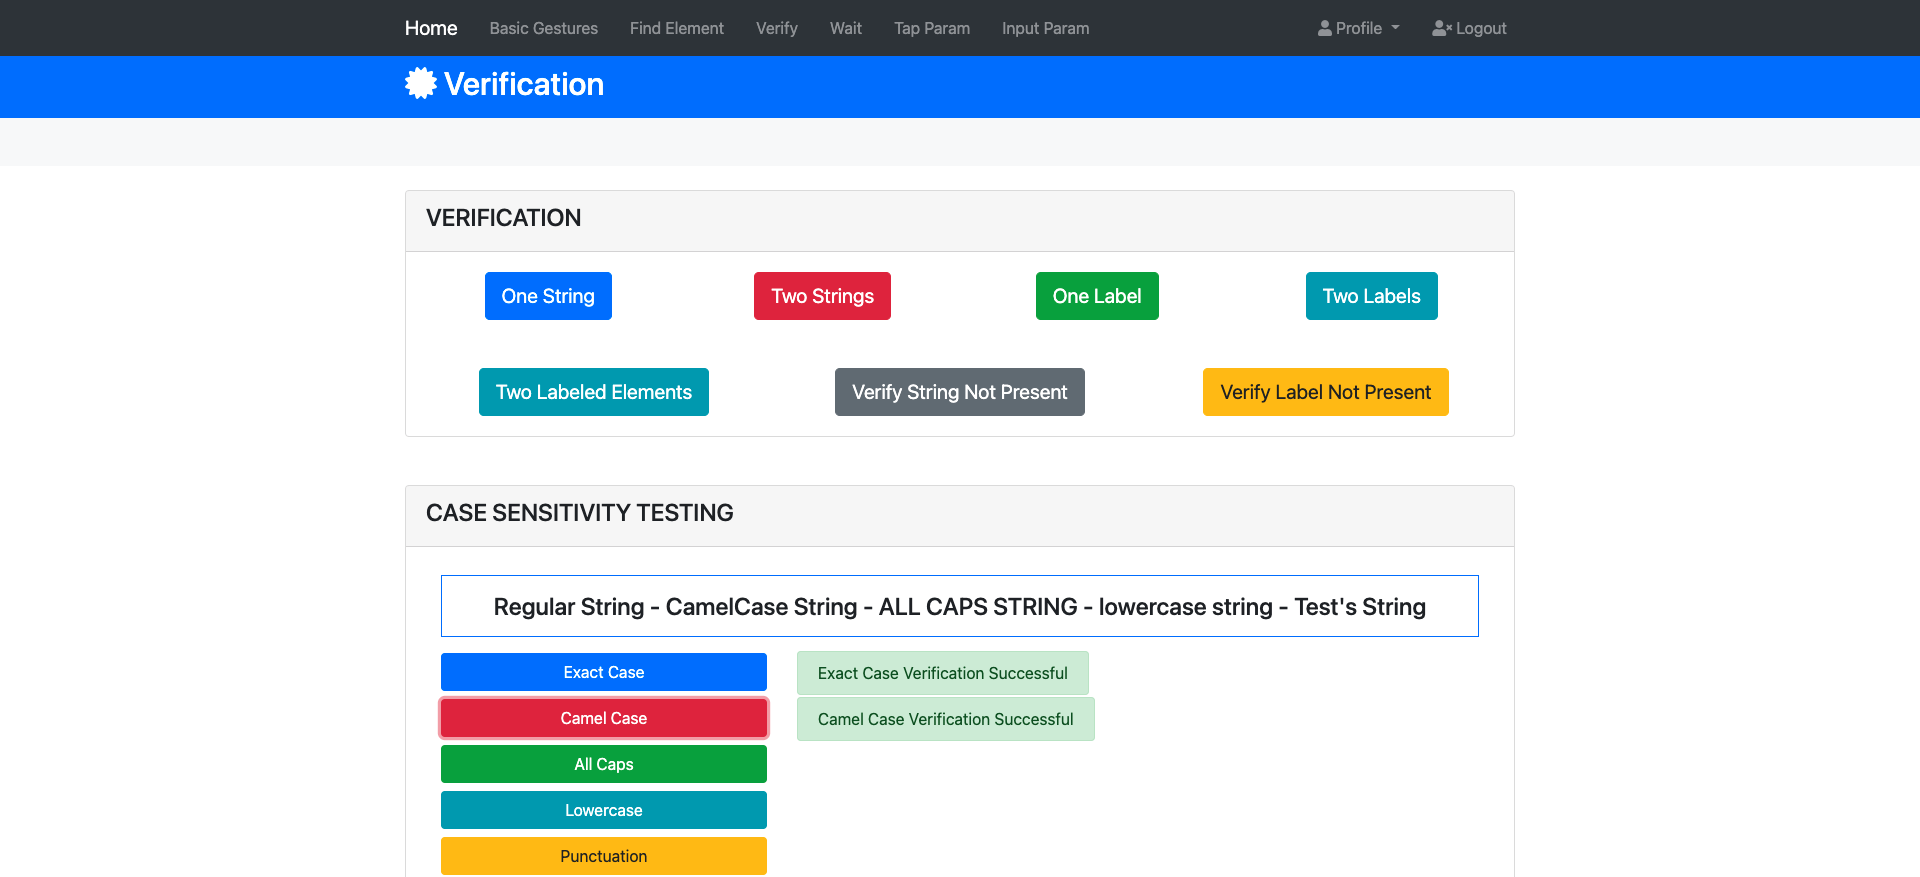 Home Basic Gestures Find Element Verify Wait Tap Param Input Param Profile Logout
Verification
VERIFICATION
One String Two Strings One Label Two Labels
Two Labeled Elements Verify String Not Present Verify Label Not Present
CASE SENSITIVITY TESTING
Regular String - CamelCase String - ALL CAPS STRING - lowercase string - Test's String
Exact Case Exact Case Verification Successful
Camel Case Camel Case Verification Successful
All Caps
Lowercase
Punctuation